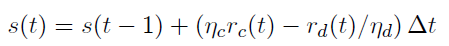 s(t) = s(t − 1) + (η_c r_c(t) − r_d(t)/η_d) Δt